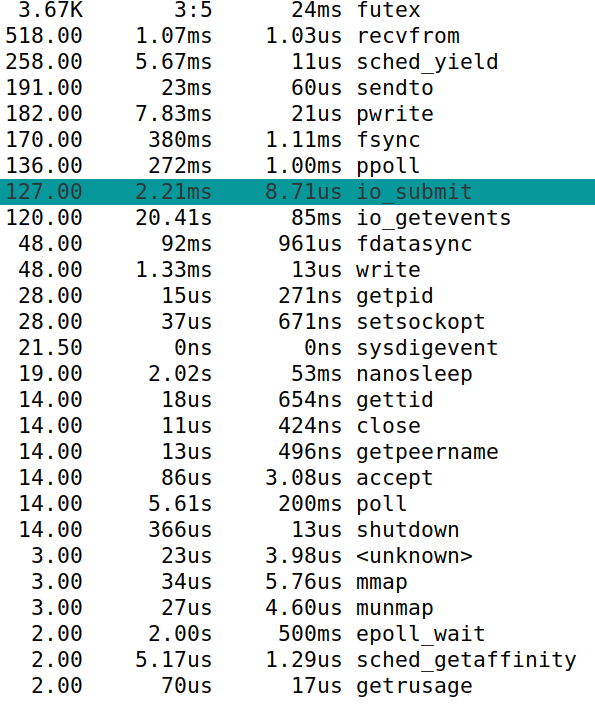 3.67K 3:5 24ms futex
518.00 1.07ms 1.03us recvfrom
258.00 5.67ms 11us sched_yield
191.00 23ms 60us sendto
182.00 7.83ms 21us pwrite
170.00 380ms 1.11ms fsync
136.00 272ms 1.00ms ppoll
127.00 2.21ms 8.71us io_submit
120.00 20.41s 85ms io_getevents
48.00 92ms 961us fdatasync
48.00 1.33ms 13us write
28.00 15us 271ns getpid
28.00 37us 671ns setsockopt
21.50 0ns 0ns sysdigevent
19.00 2.02s 53ms nanosleep
14.00 18us 654ns gettid
14.00 11us 424ns close
14.00 13us 496ns getpeername
14.00 86us 3.08us accept
14.00 5.61s 200ms poll
14.00 366us 13us shutdown
3.00 23us 3.98us <unknown>
3.00 34us 5.76us mmap
3.00 27us 4.60us munmap
2.00 2.00s 500ms epoll_wait
2.00 5.17us 1.29us sched_getaffinity
2.00 70us 17us getrusage